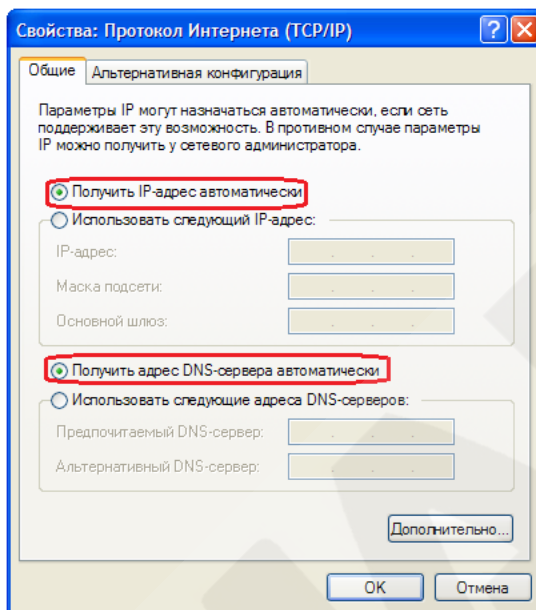 Свойства: Протокол Интернета (TCP/IP)
Общие
Альтернативная конфигурация
Параметры IP могут назначаться автоматически, если сеть
поддерживает эту возможность. В противном случае параметры
IP можно получить у сетевого администратора.
Получить IP-адрес автоматически
Использовать следующий IP-адрес:
IP-адрес:
Маска подсети:
Основной шлюз:
Получить адрес DNS-сервера автоматически
Использовать следующие адреса DNS-серверов:
Предпочитаемый DNS-сервер:
Альтернативный DNS-сервер:
Дополнительно...
OK
Отмена